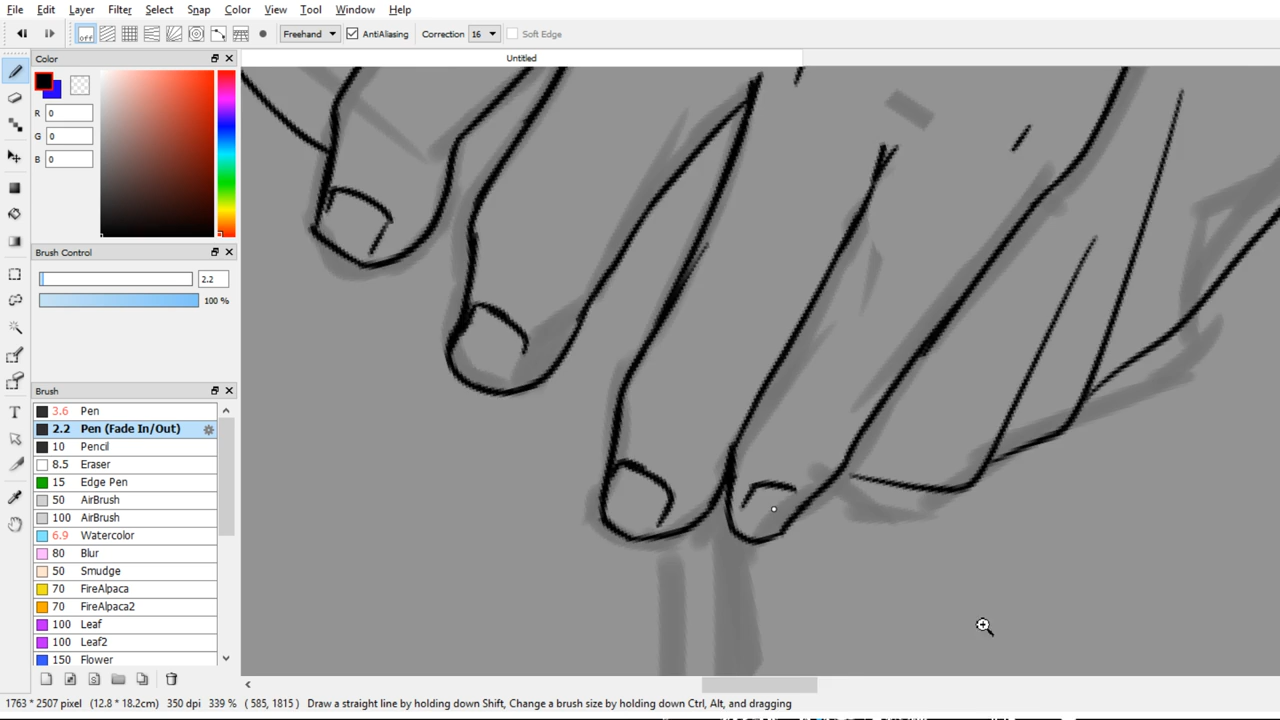 File Edit Layer Filter Select Snap Color View Tool Window Help
off Freehand AntiAliasing Correction 16 Soft Edge
Color
Untitled
R 0
G 0
B 0
Brush Control
2.2
100 %
Brush
3.6 Pen
2.2 Pen (Fade In/Out)
10 Pencil
8.5 Eraser
15 Edge Pen
50 AirBrush
100 AirBrush
6.9 Watercolor
80 Blur
50 Smudge
70 FireAlpaca
70 FireAlpaca2
100 Leaf
100 Leaf2
150 Flower
1763 * 2507 pixel (12.8 * 18.2cm) 350 dpi 339 % ( 585, 1815 ) Draw a straight line by holding down Shift, Change a brush size by holding down Ctrl, Alt, and dragging